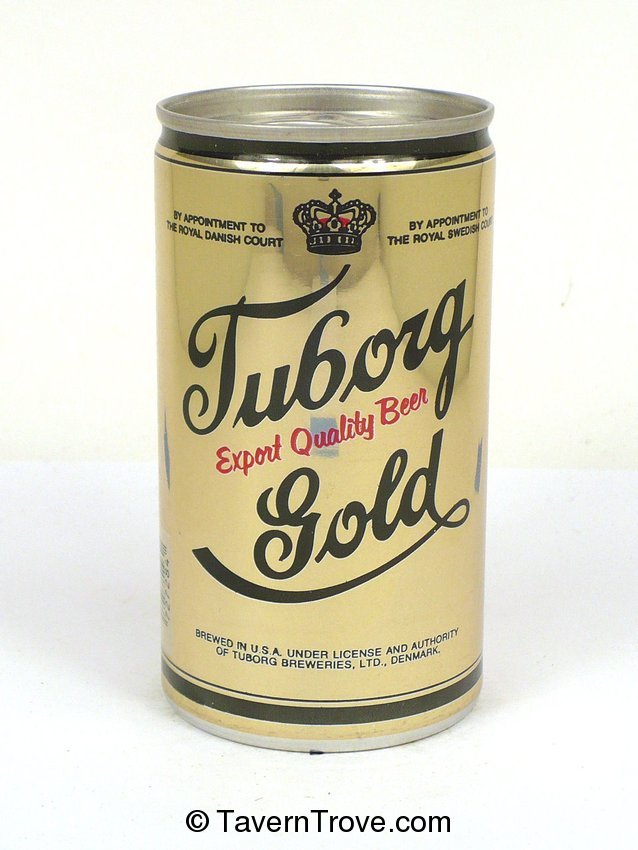 BY APPOINTMENT TO
THE ROYAL DANISH COURT
BY APPOINTMENT TO
THE ROYAL SWEDISH COURT
Tuborg
Export Quality Beer
Gold
BREWED IN U.S.A. UNDER LICENSE AND AUTHORITY
OF TUBORG BREWERIES, LTD., DENMARK.
© TavernTrove.com